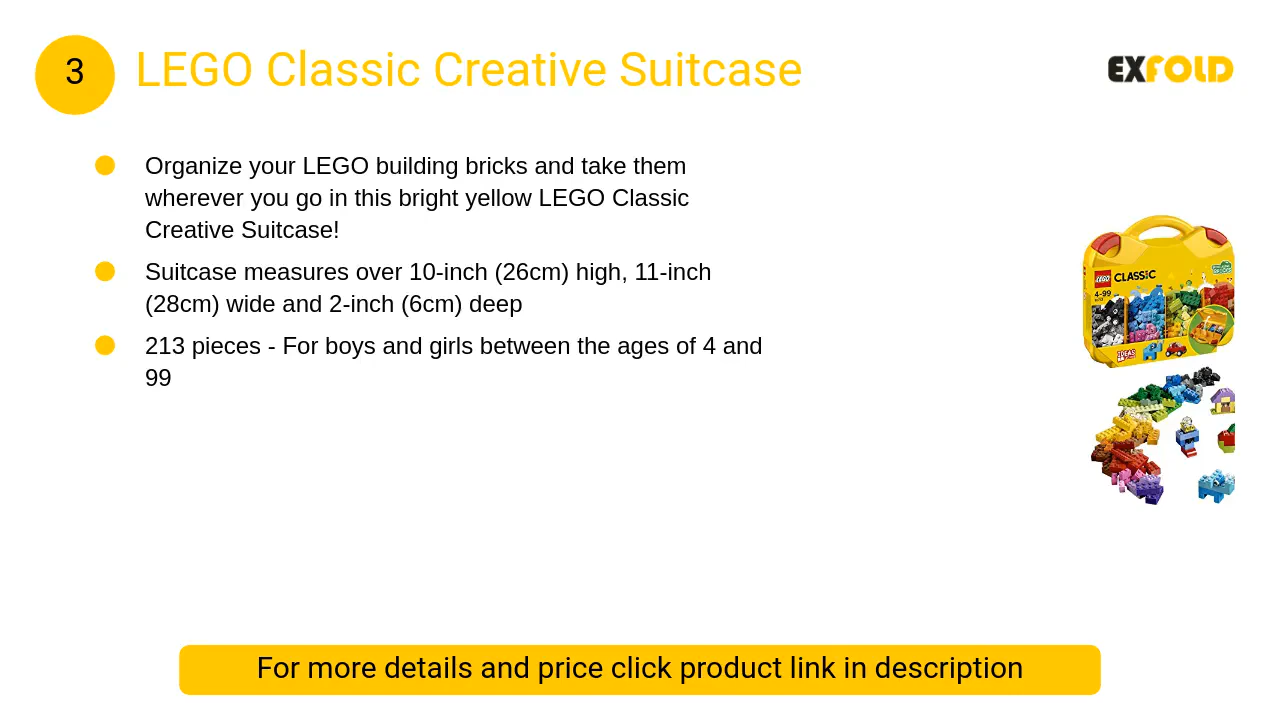 3
LEGO Classic Creative Suitcase
EXFOLD
Organize your LEGO building bricks and take them
wherever you go in this bright yellow LEGO Classic
Creative Suitcase!
Suitcase measures over 10-inch (26cm) high, 11-inch
(28cm) wide and 2-inch (6cm) deep
213 pieces - For boys and girls between the ages of 4 and
99
LEGO CLASSIC
4-99
IDEAS
For more details and price click product link in description